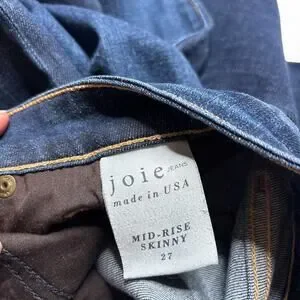 joie JEANS
made in USA
MID-RISE
SKINNY
27